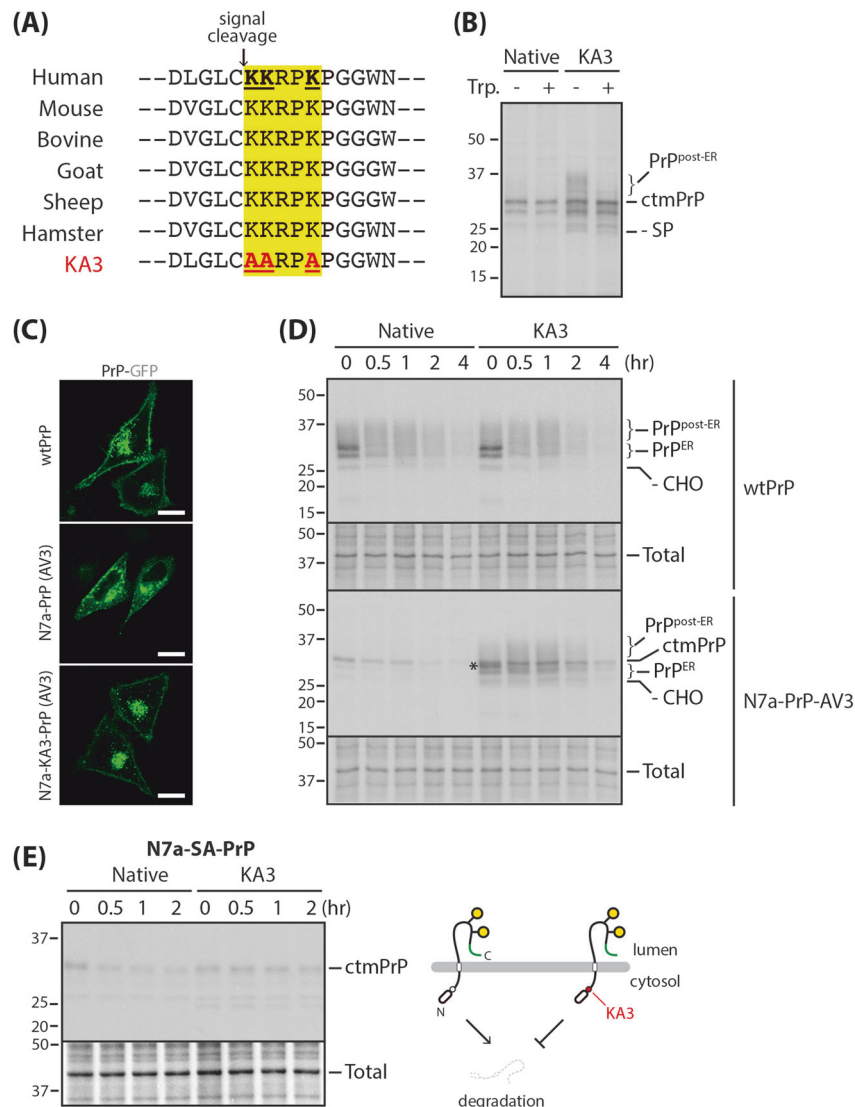 (A)
signal
cleavage
Human --DLGLCKKRPKPGGWN--
Mouse --DVGLCKKRPKPGGWN--
Bovine --DVGLCKKRPKPGGGW--
Goat --DVGLCKKRPKPGGGW--
Sheep --DVGLCKKRPKPGGGW--
Hamster --DVGLCKKRPKPGGWN--
KA3 --DLGLCAARPAPGGWN--
(B)
Native KA3
Trp. - + - +
50
37
25
20
15
PrPpost-ER
ctmPrP
- SP
(C)
PrP-GFP
wtPrP
N7a-PrP (AV3)
N7a-KA3-PrP (AV3)
(D)
Native KA3
0 0.5 1 2 4 0 0.5 1 2 4 (hr)
50
37
25
20
15
PrPpost-ER
PrPER
- CHO
50
37
Total
wtPrP
50
37
25
20
15
*
PrPpost-ER
ctmPrP
PrPER
- CHO
50
37
Total
N7a-PrP-AV3
(E)
N7a-SA-PrP
Native KA3
0 0.5 1 2 0 0.5 1 2 (hr)
37
25
20
ctmPrP
50
37
Total
C
N
lumen
cytosol
KA3
degradation